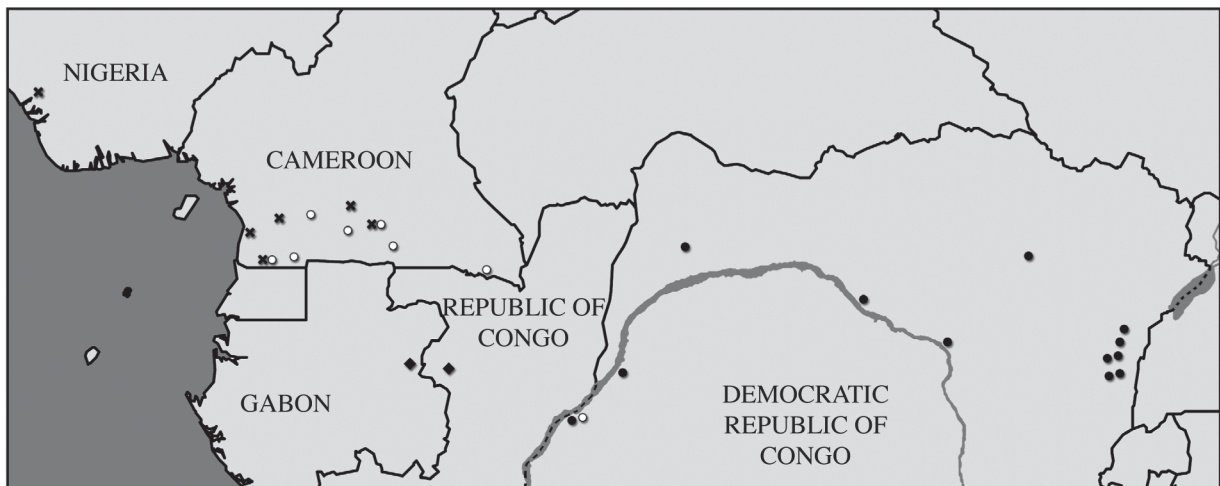 NIGERIA
CAMEROON
REPUBLIC OF
CONGO
GABON
DEMOCRATIC
REPUBLIC OF
CONGO